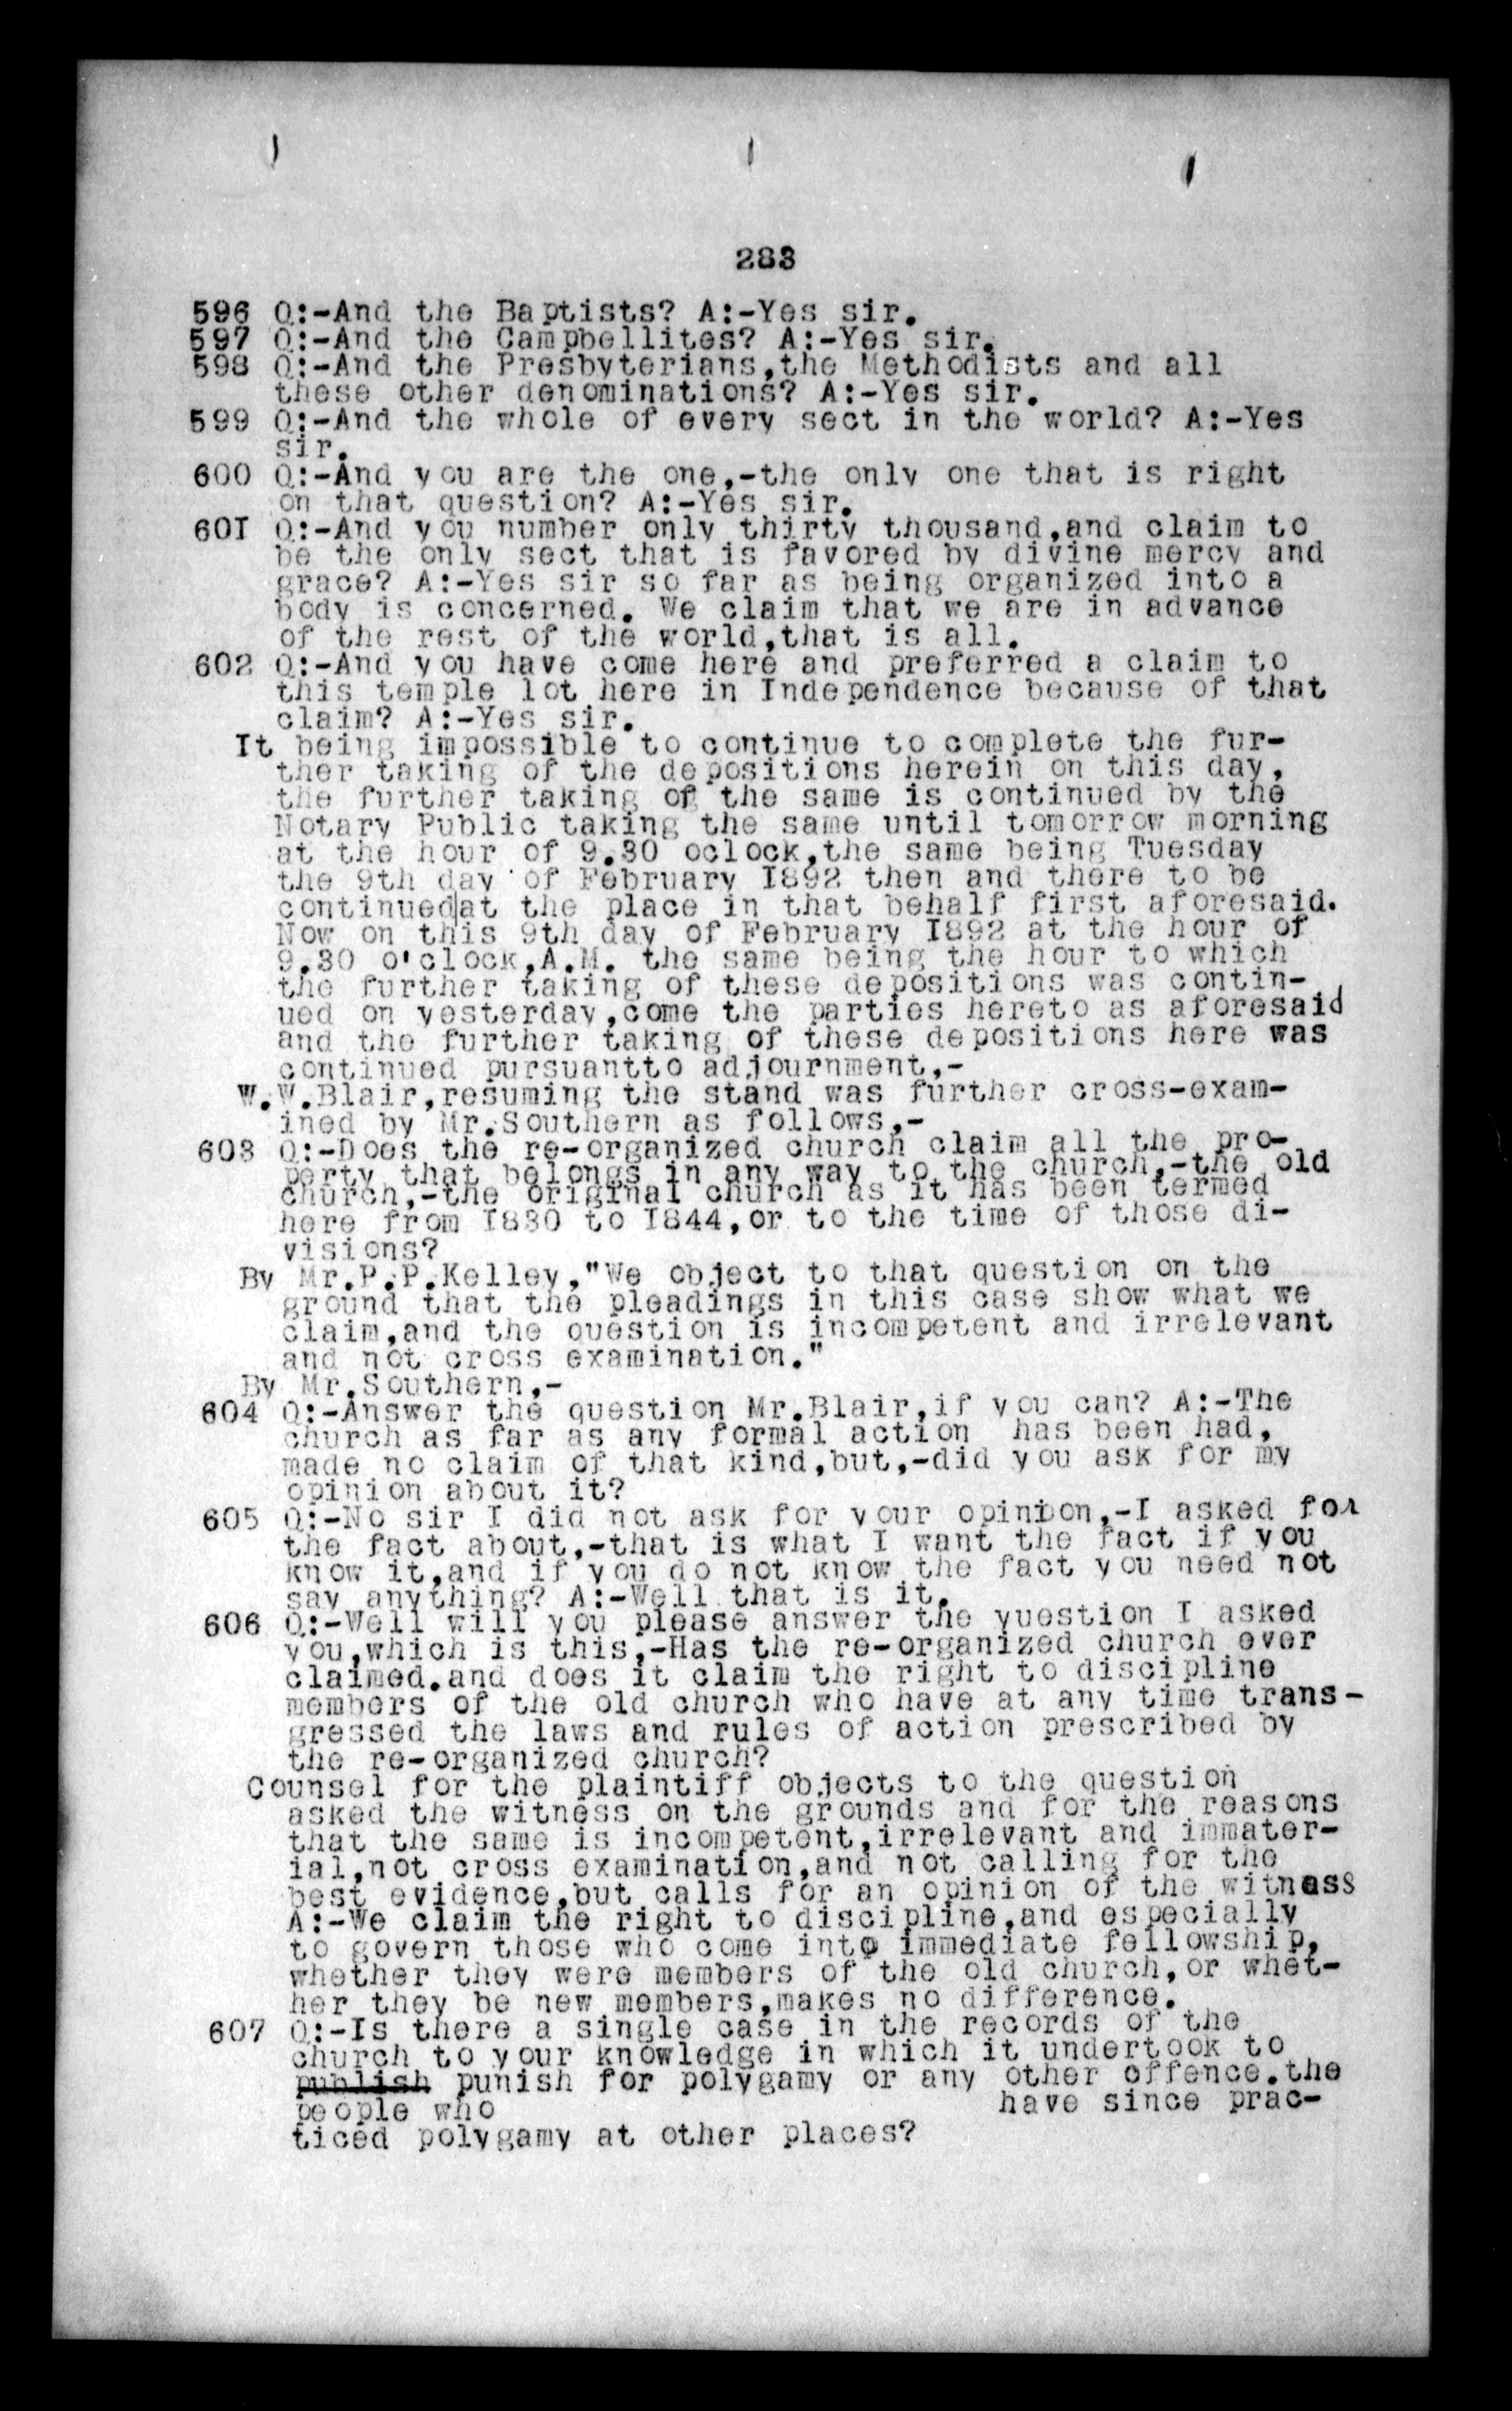 283
596 Q:-And the Baptists? A:-Yes sir.
597 Q:-And the Campbellites? A:-Yes sir.
598 Q:-And the Presbyterians,the Methodists and all
these other denominations? A:-Yes sir.
599 Q:-And the whole of every sect in the world? A:-Yes
sir.
600 Q:-And you are the one,-the only one that is right
on that question? A:-Yes sir.
601 Q:-And you number only thirty thousand,and claim to
be the only sect that is favored by divine mercy and
grace? A:-Yes sir so far as being organized into a
body is concerned. We claim that we are in advance
of the rest of the world,that is all.
602 Q:-And you have come here and preferred a claim to
this temple lot here in Independence because of that
claim? A:-Yes sir.
It being impossible to continue to complete the fur-
ther taking of the depositions herein on this day,
the further taking of the same is continued by the
Notary Public taking the same until tomorrow morning
at the hour of 9.30 oclock,the same being Tuesday
the 9th day of February 1892 then and there to be
continued|at the place in that behalf first aforesaid.
Now on this 9th day of February 1892 at the hour of
9.30 o'clock,A.M. the same being the hour to which
the further taking of these depositions was contin-
ued on yesterday,come the parties hereto as aforesaid
and the further taking of these depositions here was
continued pursuantto adjournment,-
W.W.Blair,resuming the stand was further cross-exam-
ined by Mr.Southern as follows,-
603 Q:-Does the re-organized church claim all the pro-
perty that belongs in any way to the church,-the old
church,-the original church as it has been termed
here from 1830 to 1844,or to the time of those di-
visions?
By Mr.P.P.Kelley,"We object to that question on the
ground that the pleadings in this case show what we
claim,and the question is incompetent and irrelevant
and not cross examination."
By Mr.Southern,-
604 Q:-Answer the question Mr.Blair,if you can? A:-The
church as far as any formal action has been had,
made no claim of that kind,but,-did you ask for my
opinion about it?
605 Q:-No sir I did not ask for your opinion,-I asked for
the fact about,-that is what I want the fact if you
know it,and if you do not know the fact you need not
say anything? A:-Well that is it.
606 Q:-Well will you please answer the yuestion I asked
you,which is this,-Has the re-organized church ever
claimed.and does it claim the right to discipline
members of the old church who have at any time trans-
gressed the laws and rules of action prescribed by
the re-organized church?
Counsel for the plaintiff objects to the question
asked the witness on the grounds and for the reasons
that the same is incompetent,irrelevant and immater-
ial,not cross examination,and not calling for the
best evidence,but calls for an opinion of the witness
A:-We claim the right to discipline,and especially
to govern those who come into immediate fellowship,
whether they were members of the old church,or whet-
her they be new members,makes no difference.
607 Q:-Is there a single case in the records of the
church to your knowledge in which it undertook to
publish punish for polygamy or any other offence.the
people who have since prac-
ticed polygamy at other places?